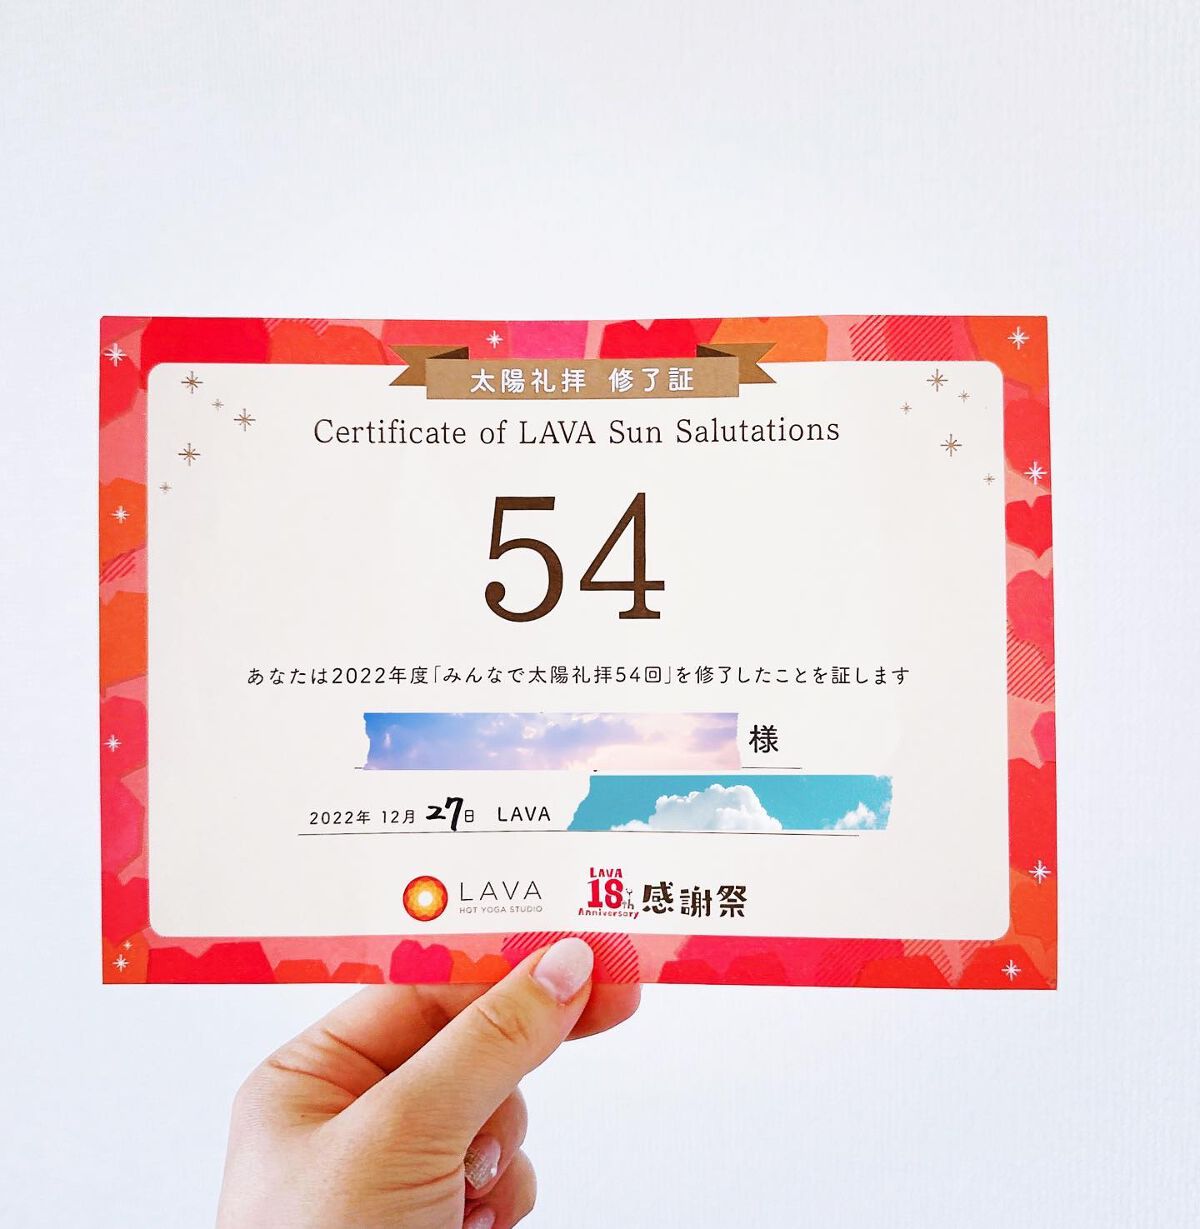 太陽礼拝 修了証
Certificate of LAVA Sun Salutations
54
あなたは2022年度「みんなで太陽礼拝54回」を修了したことを証します
様
2022年 12月 27日 LAVA
LAVA
HOT YOGA STUDIO
LAVA
18th
Anniversary
感謝祭